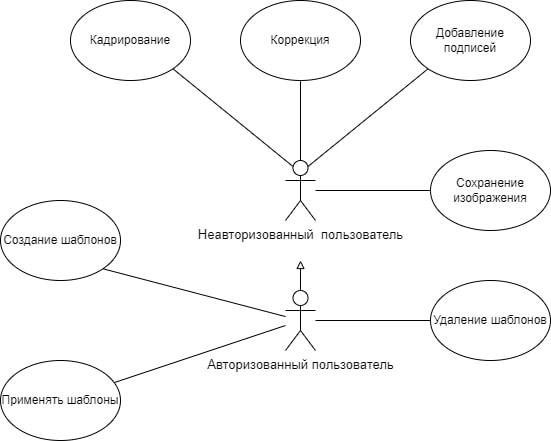 Кадрирование
Коррекция
Добавление
подписей
Сохранение
изображения
Неавторизованный пользователь
Создание шаблонов
Удаление шаблонов
Авторизованный пользователь
Применять шаблоны